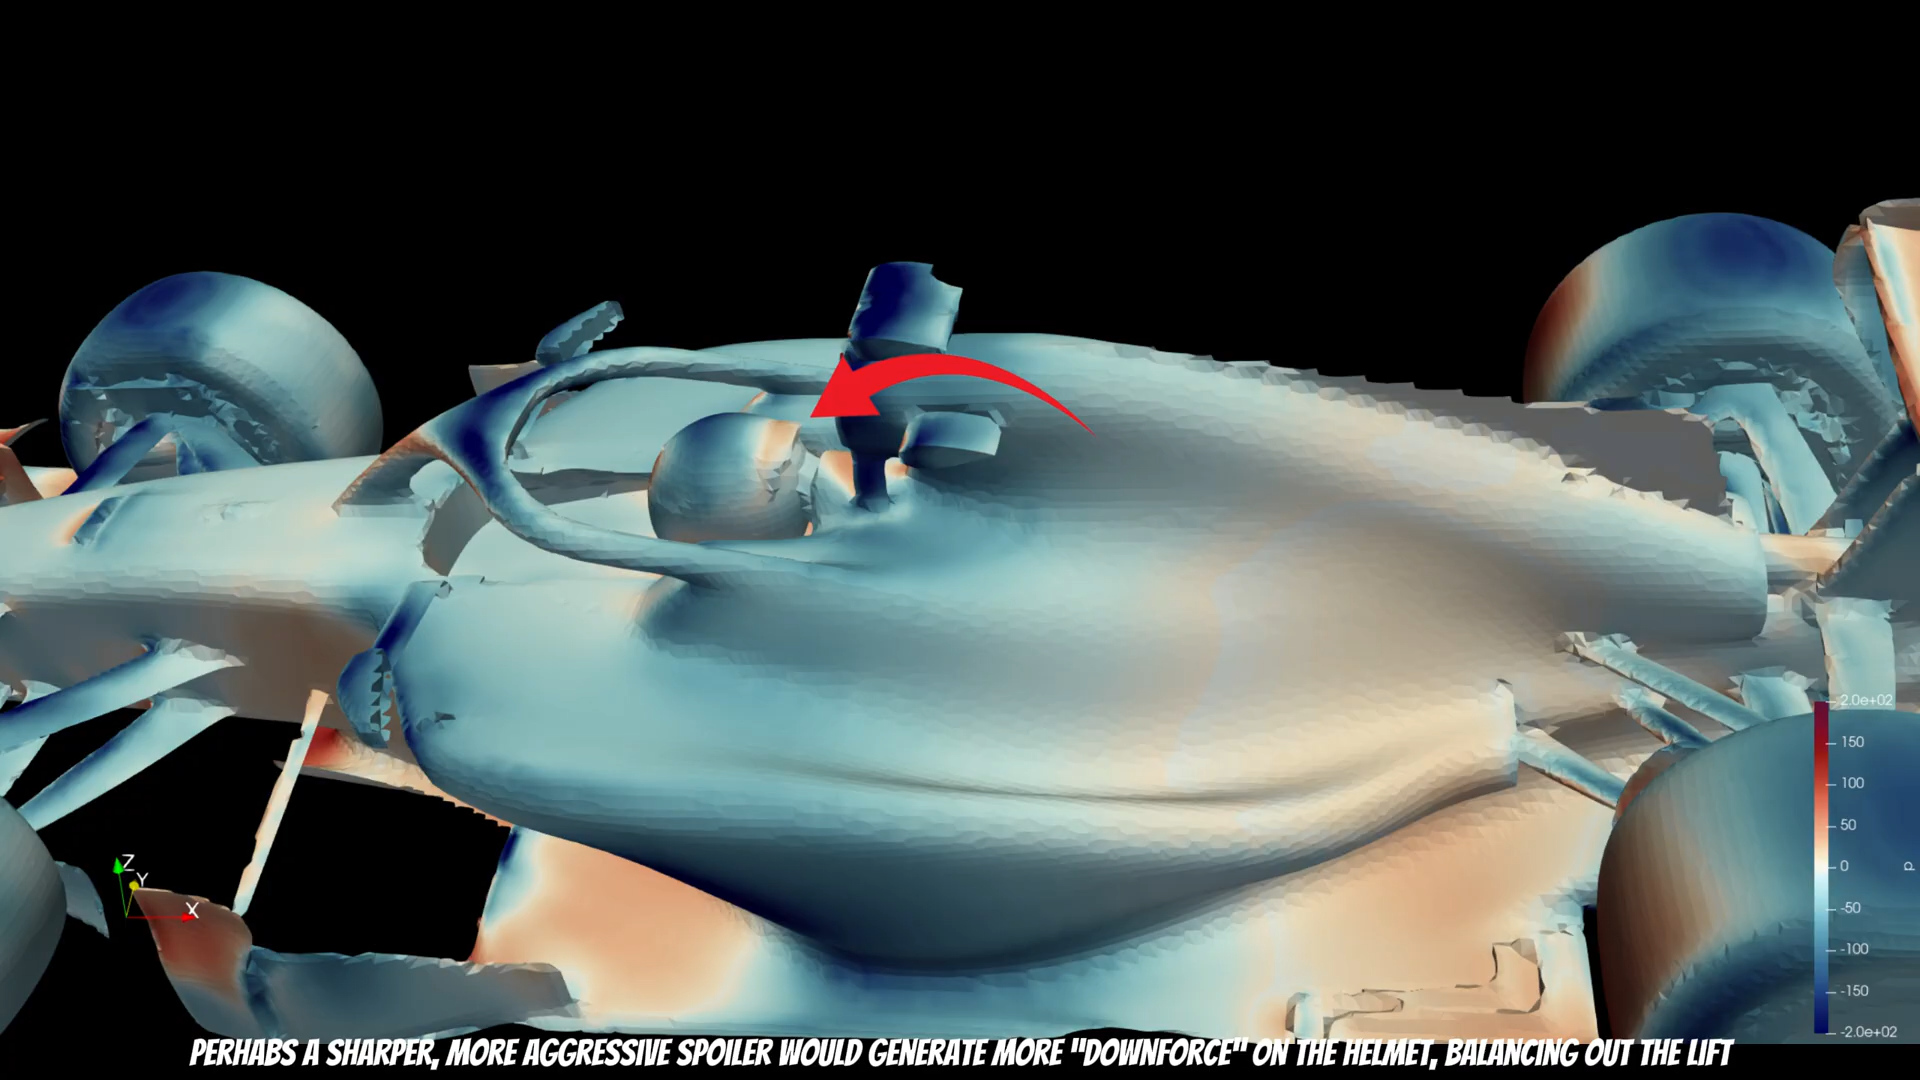 2.0e+02
150
100
50
0
-50
-100
-150
-2.0e+02
p
Z
Y
X
PERHABS A SHARPER, MORE AGGRESSIVE SPOILER WOULD GENERATE MORE "DOWNFORCE" ON THE HELMET, BALANCING OUT THE LIFT